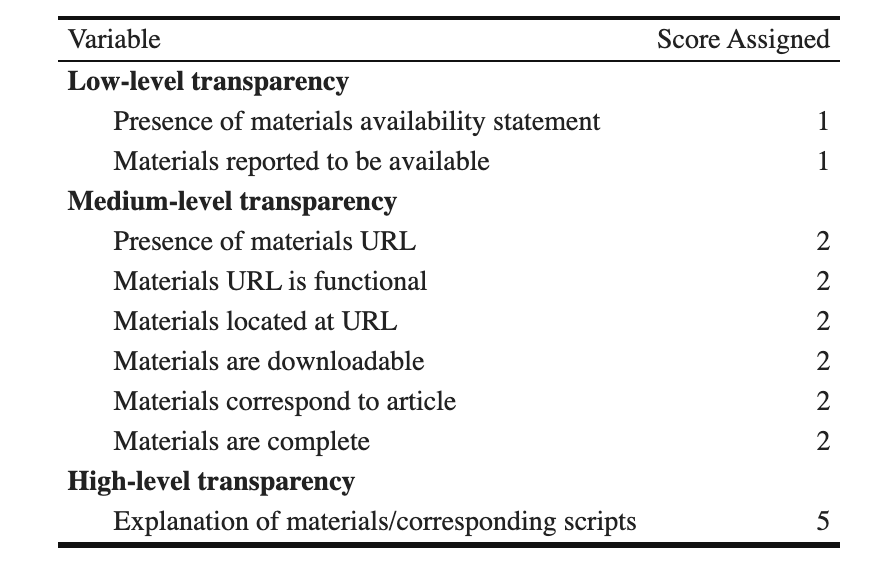 Variable Score Assigned
Low-level transparency
Presence of materials availability statement 1
Materials reported to be available 1
Medium-level transparency
Presence of materials URL 2
Materials URL is functional 2
Materials located at URL 2
Materials are downloadable 2
Materials correspond to article 2
Materials are complete 2
High-level transparency
Explanation of materials/corresponding scripts 5